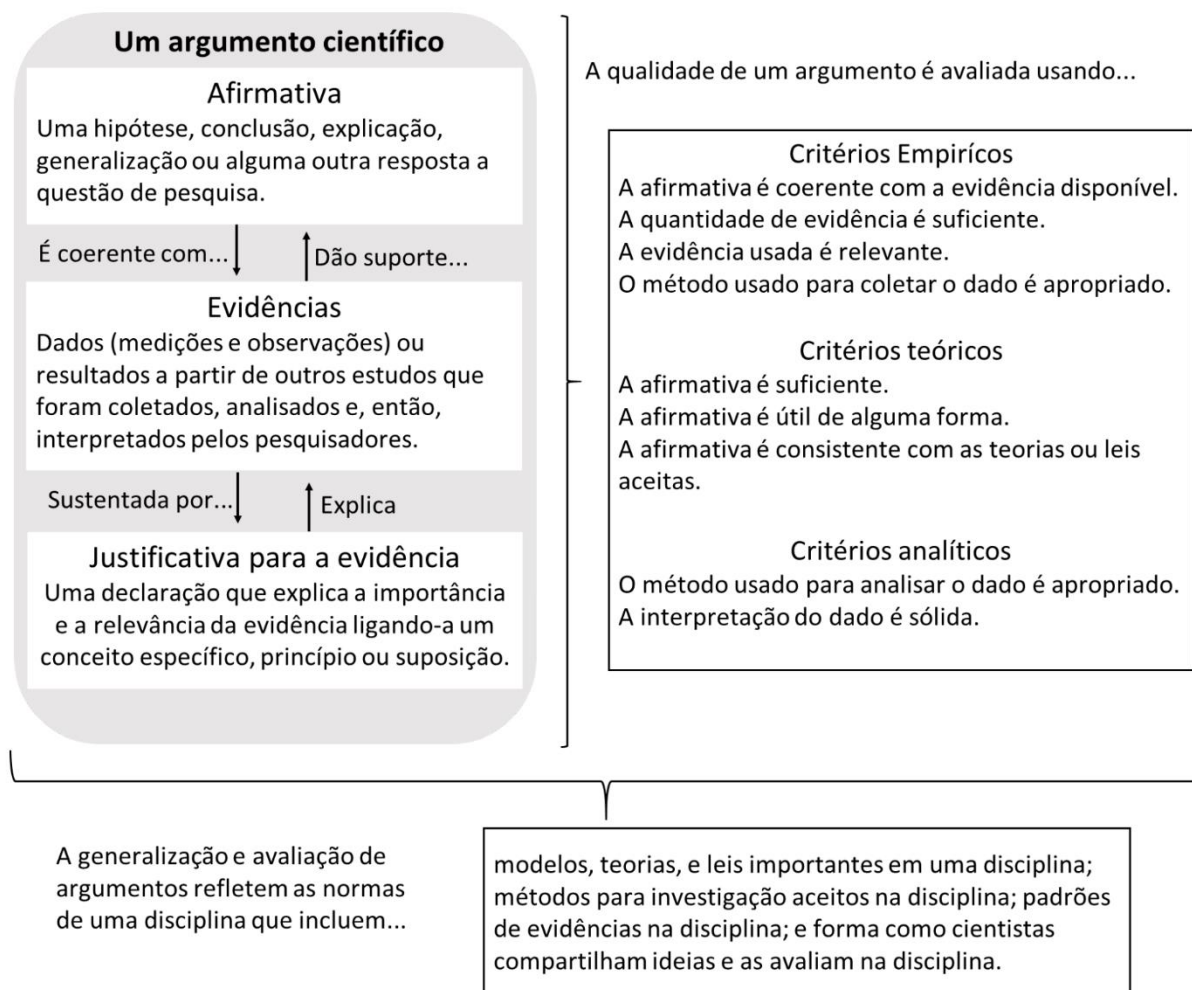 Um argumento científico
Afirmativa
Uma hipótese, conclusão, explicação,
generalização ou alguma outra resposta a
questão de pesquisa.
É coerente com...
Dão suporte...
Evidências
Dados (medições e observações) ou
resultados a partir de outros estudos que
foram coletados, analisados e, então,
interpretados pelos pesquisadores.
Sustentada por...
Explica
Justificativa para a evidência
Uma declaração que explica a importância
e a relevância da evidência ligando-a um
conceito específico, princípio ou suposição.
A qualidade de um argumento é avaliada usando...
Critérios Empirícos
A afirmativa é coerente com a evidência disponível.
A quantidade de evidência é suficiente.
A evidência usada é relevante.
O método usado para coletar o dado é apropriado.
Critérios teóricos
A afirmativa é suficiente.
A afirmativa é útil de alguma forma.
A afirmativa é consistente com as teorias ou leis
aceitas.
Critérios analíticos
O método usado para analisar o dado é apropriado.
A interpretação do dado é sólida.
A generalização e avaliação de
argumentos refletem as normas
de uma disciplina que incluem...
modelos, teorias, e leis importantes em uma disciplina;
métodos para investigação aceitos na disciplina; padrões
de evidências na disciplina; e forma como cientistas
compartilham ideias e as avaliam na disciplina.